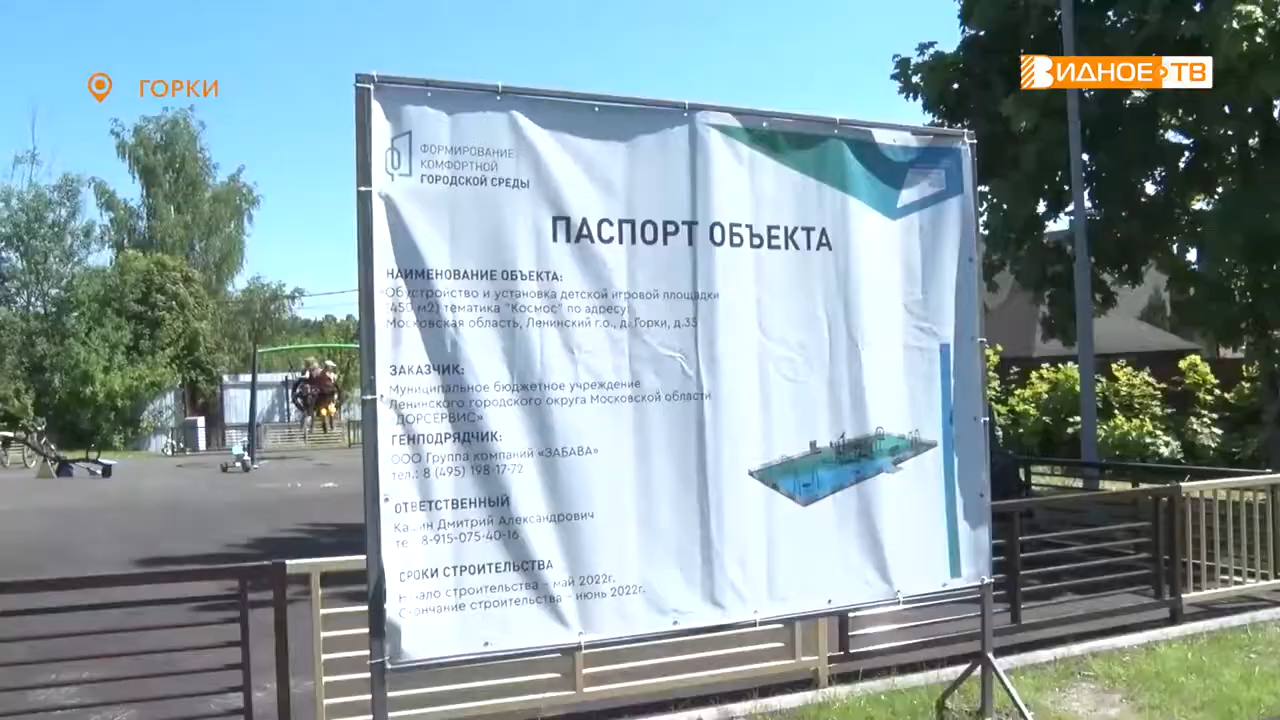 ГОРКИ
ВИДНОЕ ТВ
ФОРМИРОВАНИЕ
КОМФОРТНОЙ
ГОРОДСКОЙ СРЕДЫ
ПАСПОРТ ОБЪЕКТА
НАИМЕНОВАНИЕ ОБЪЕКТА:
Обустройство и установка детской игровой площадки
(450 м2) тематика "Космос" по адресу:
Московская область, Ленинский г.о., д. Горки, д.35
ЗАКАЗЧИК:
Муниципальное бюджетное учреждение
Ленинского городского округа Московской области
«ДОРСЕРВИС»
ГЕНПОДРЯДЧИК:
ООО Группа компаний «ЗАБАВА»
тел.: 8 (495) 198-17-72
ОТВЕТСТВЕННЫЙ
Дмитрий Александрович
8-915-075-40-16
СРОКИ СТРОИТЕЛЬСТВА
Начало строительства - май 2022г.
Окончание строительства - июнь 2022г.